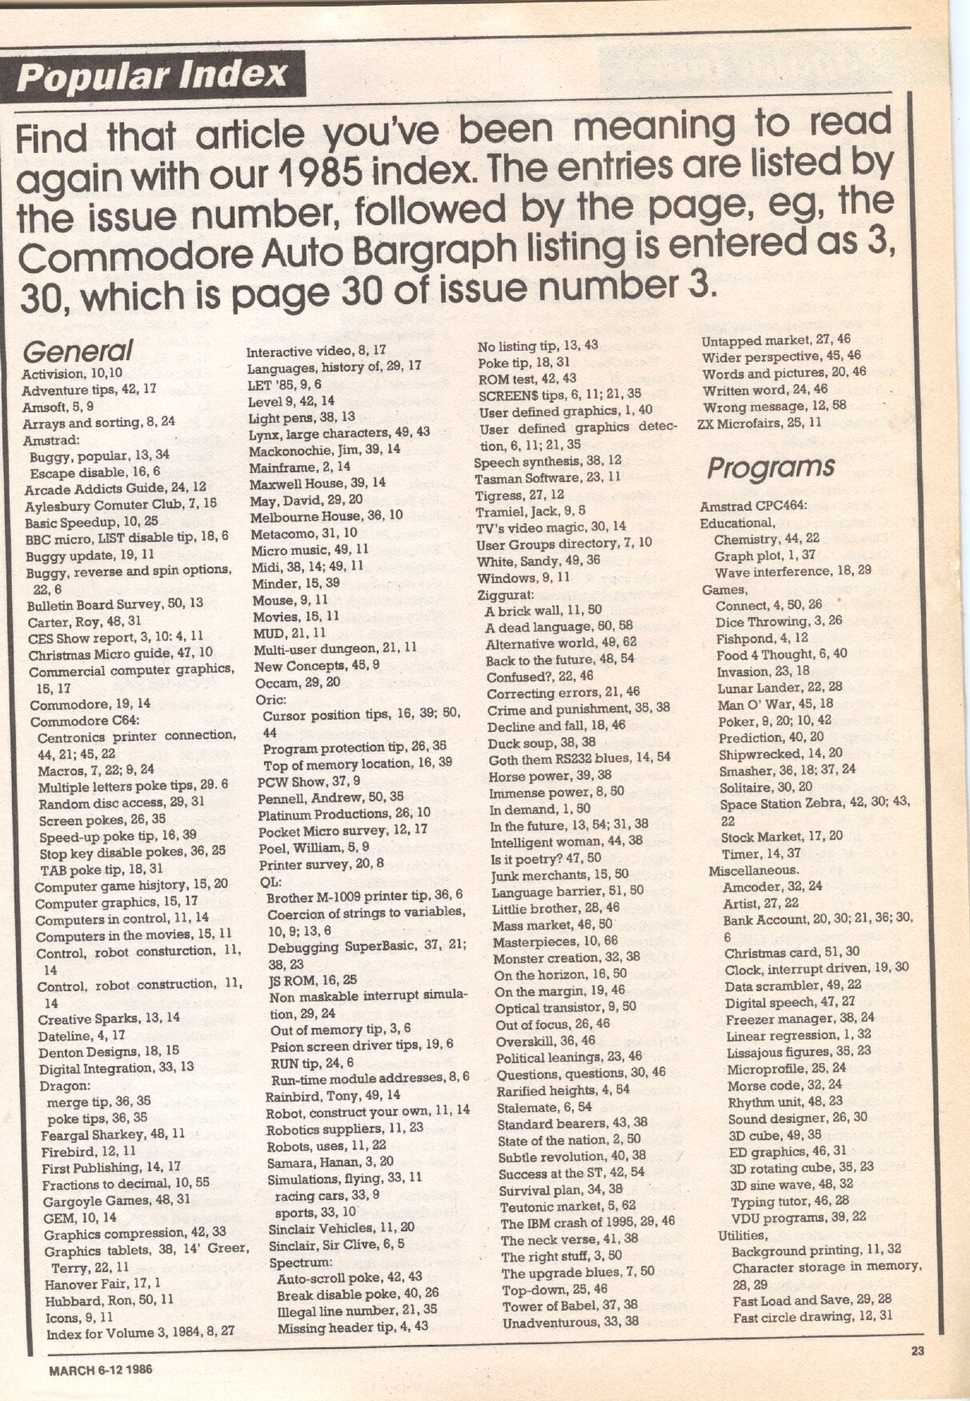 Popular Index
Find that article you've been meaning to read
again with our 1985 index. The entries are listed by
the issue number, followed by the page, eg, the
Commodore Auto Bargraph listing is entered as 3,
30, which is page 30 of issue number 3.
General
Activision, 10,10
Adventure tips, 42, 17
Amsoft, 5, 9
Arrays and sorting, 8, 24
Amstrad:
Buggy, popular, 13, 34
Escape disable, 16, 6
Arcade Addicts Guide, 24, 12
Aylesbury Comuter Club, 7, 15
Basic Speedup, 10, 25
BBC micro, LIST disable tip, 18, 6
Buggy update, 19, 11
Buggy, reverse and spin options,
22, 6
Bulletin Board Survey, 50, 13
Carter, Roy, 48, 31
CES Show report, 3, 10: 4, 11
Christmas Micro guide, 47, 10
Commercial computer graphics,
15, 17
Commodore, 19, 14
Commodore C64:
Centronics printer connection,
44, 21; 45, 22
Macros, 7, 22; 9, 24
Multiple letters poke tips, 29. 6
Random disc access, 29, 31
Screen pokes, 26, 35
Speed-up poke tip, 16, 39
Stop key disable pokes, 36, 25
TAB poke tip, 18, 31
Computer game hisjtory, 15, 20
Computer graphics, 15, 17
Computers in control, 11, 14
Computers in the movies, 15, 11
Control, robot consturction, 11,
14
Control, robot construction, 11,
14
Creative Sparks, 13, 14
Dateline, 4, 17
Denton Designs, 18, 15
Digital Integration, 33, 13
Dragon:
merge tip, 36, 35
poke tips, 36, 35
Feargal Sharkey, 48, 11
Firebird, 12, 11
First Publishing, 14, 17
Fractions to decimal, 10, 55
Gargoyle Games, 48, 31
GEM, 10, 14
Graphics compression, 42, 33
Graphics tablets, 38, 14' Greer,
Terry, 22, 11
Hanover Fair, 17, 1
Hubbard, Ron, 50, 11
Icons, 9, 11
Index for Volume 3, 1984, 8, 27
Interactive video, 8, 17
Languages, history of, 29, 17
LET '85, 9, 6
Level 9, 42, 14
Light pens, 38, 13
Lynx, large characters, 49, 43
Mackonochie, Jim, 39, 14
Mainframe, 2, 14
Maxwell House, 39, 14
May, David, 29, 20
Melbourne House, 36, 10
Metacomo, 31, 10
Micro music, 49, 11
Midi, 38, 14; 49, 11
Minder, 15, 39
Mouse, 9, 11
Movies, 15, 11
MUD, 21, 11
Multi-user dungeon, 21, 11
New Concepts, 45, 9
Occam, 29, 20
Oric:
Cursor position tips, 16, 39; 50,
44
Program protection tip, 26, 35
Top of memory location, 16, 39
PCW Show, 37, 9
Pennell, Andrew, 50, 35
Platinum Productions, 26, 10
Pocket Micro survey, 12, 17
Poel, William, 5, 9
Printer survey, 20, 8
QL:
Brother M-1009 printer tip, 36, 6
Coercion of strings to variables,
10, 9; 13, 6
Debugging SuperBasic, 37, 21;
38, 23
JS ROM, 16, 25
Non maskable interrupt simula-
tion, 29, 24
Out of memory tip, 3, 6
Psion screen driver tips, 19, 6
RUN tip, 24, 6
Run-time module addresses, 8, 6
Rainbird, Tony, 49, 14
Robot, construct your own, 11, 14
Robotics suppliers, 11, 23
Robots, uses, 11, 22
Samara, Hanan, 3, 20
Simulations, flying, 33, 11
racing cars, 33, 9
sports, 33, 10
Sinclair Vehicles, 11, 20
Sinclair, Sir Clive, 6, 5
Spectrum:
Auto-scroll poke, 42, 43
Break disable poke, 40, 26
Illegal line number, 21, 35
Missing header tip, 4, 43
No listing tip, 13, 43
Poke tip, 18, 31
ROM test, 42, 43
SCREEN$ tips, 6, 11; 21, 35
User defined graphics, 1, 40
User defined graphics detec-
tion, 6, 11; 21, 35
Speech synthesis, 38, 12
Tasman Software, 23, 11
Tigress, 27, 12
Tramiel, Jack, 9, 5
TV's video magic, 30, 14
User Groups directory, 7, 10
White, Sandy, 49, 36
Windows, 9, 11
Ziggurat:
A brick wall, 11, 50
A dead language, 50, 58
Alternative world, 49, 62
Back to the future, 48, 54
Confused?, 22, 46
Correcting errors, 21, 46
Crime and punishment, 35, 38
Decline and fall, 18, 46
Duck soup, 38, 38
Goth them RS232 blues, 14, 54
Horse power, 39, 38
Immense power, 8, 50
In demand, 1, 50
In the future, 13, 54; 31, 38
Intelligent woman, 44, 38
Is it poetry? 47, 50
Junk merchants, 15, 50
Language barrier, 51, 50
Littlie brother, 28, 46
Mass market, 46, 50
Masterpieces, 10, 66
Monster creation, 32, 38
On the horizon, 16, 50
On the margin, 19, 46
Optical transistor, 9, 50
Out of focus, 26, 46
Overskill, 36, 46
Political leanings, 23, 46
Questions, questions, 30, 46
Rarified heights, 4, 54
Stalemate, 6, 54
Standard bearers, 43, 38
State of the nation, 2, 50
Subtle revolution, 40, 38
Success at the ST, 42, 54
Survival plan, 34, 38
Teutonic market, 5, 62
The IBM crash of 1995, 29, 46
The neck verse, 41, 38
The right stuff, 3, 50
The upgrade blues, 7, 50
Top-down, 25, 46
Tower of Babel, 37, 38
Unadventurous, 33, 38
Untapped market, 27, 46
Wider perspective, 45, 46
Words and pictures, 20, 46
Written word, 24, 46
Wrong message, 12, 58
ZX Microfairs, 25, 11
Programs
Amstrad CPC464:
Educational,
Chemistry, 44, 22
Graph plot, 1, 37
Wave interference, 18, 29
Games,
Connect, 4, 50, 26
Dice Throwing, 3, 26
Fishpond, 4, 12
Food 4 Thought, 6, 40
Invasion, 23, 18
Lunar Lander, 22, 28
Man O' War, 45, 18
Poker, 9, 20; 10, 42
Prediction, 40, 20
Shipwrecked, 14, 20
Smasher, 36, 18; 37, 24
Solitaire, 30, 20
Space Station Zebra, 42, 30; 43,
22
Stock Market, 17, 20
Timer, 14, 37
Miscellaneous.
Amcoder, 32, 24
Artist, 27, 22
Bank Account, 20, 30; 21, 36; 30,
6
Christmas card, 51, 30
Clock, interrupt driven, 19, 30
Data scrambler, 49, 22
Digital speech, 47, 27
Freezer manager, 38, 24
Linear regression, 1, 32
Lissajous figures, 35, 23
Microprofile, 25, 24
Morse code, 32, 24
Rhythm unit, 48, 23
Sound designer, 26, 30
3D cube, 49, 35
ED graphics, 46, 31
3D rotating cube, 35, 23
3D sine wave, 48, 32
Typing tutor, 46, 28
VDU programs, 39, 22
Utilities,
Background printing, 11, 32
Character storage in memory,
28, 29
Fast Load and Save, 29, 28
Fast circle drawing, 12, 31
MARCH 6-12 1986
23